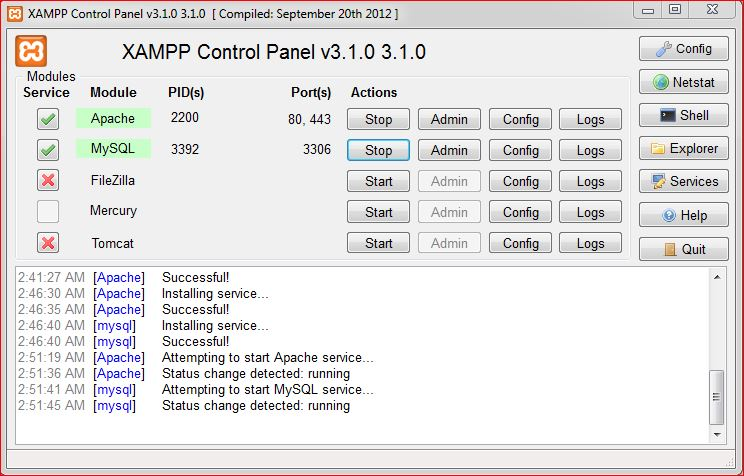 XAMPP Control Panel v3.1.0 3.1.0 [ Compiled: September 20th 2012 ]
XAMPP Control Panel v3.1.0 3.1.0
Config
Modules
Service Module PID(s) Port(s) Actions
Netstat
Apache 2200 80, 443 Stop Admin Config Logs
Shell
MySQL 3392 3306 Stop Admin Config Logs
Explorer
FileZilla Start Admin Config Logs
Services
Mercury Start Admin Config Logs
Help
Tomcat Start Admin Config Logs
Quit
2:41:27 AM [Apache] Successful!
2:46:30 AM [Apache] Installing service...
2:46:35 AM [Apache] Successful!
2:46:40 AM [mysql] Installing service...
2:46:40 AM [mysql] Successful!
2:51:19 AM [Apache] Attempting to start Apache service...
2:51:36 AM [Apache] Status change detected: running
2:51:41 AM [mysql] Attempting to start MySQL service...
2:51:45 AM [mysql] Status change detected: running